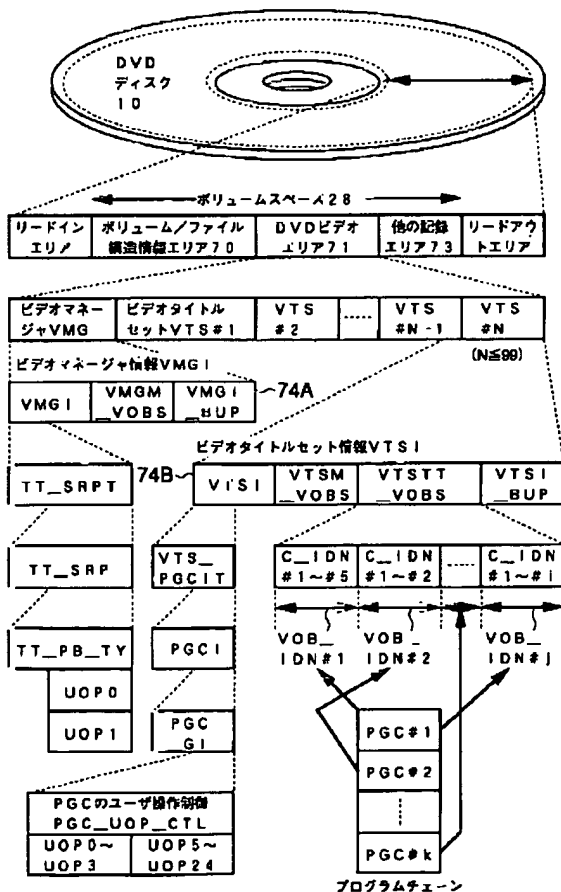 DVD
ディスク
10
ボリュームスペース28
リードイン
エリア
ボリューム/ファイル
構造情報エリア70
DVDビデオ
エリア71
他の記録
エリア73
リードアウ
トエリア
ビデオマネー
ジャVMG
ビデオタイトル
セットVTS#1
VTS
#2
……
VTS
#N-1
VTS
#N
(N≦99)
ビデオマネージャ情報VMGI
VMGI
VMGM
_VOBS
VMGI
_BUP
74A
ビデオタイトルセット情報VTSI
74B
TT_SRPT
VTSI
VTSM
_VOBS
VTSTT
_VOBS
VTSI
_BUP
TT_SRP
VTS_
PGCIT
C_IDN
#1~#5
C_IDN
#1~#2
……
C_IDN
#1~#i
TT_PB_TY
PGCI
VOB_
IDN#1
VOB_
IDN#2
VOB_
IDN#j
UOP0
UOP1
PGC
_GI
PGC#1
PGC#2
PGC#k
PGCのユーザ操作制御
PGC_UOP_CTL
UOP0~
UOP3
UOP5~
UOP24
プログラムチェーン